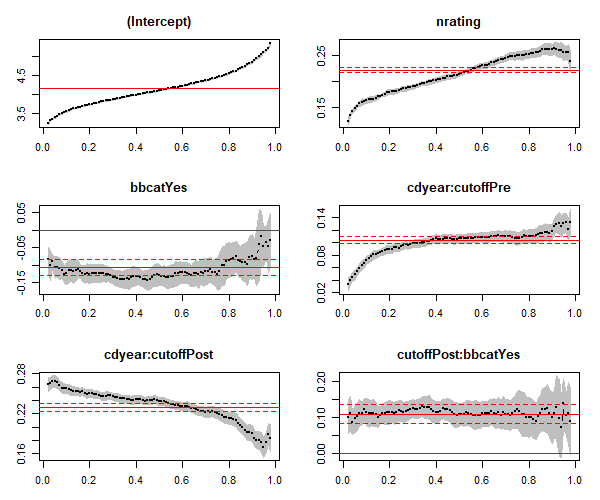 (Intercept)
3.5 4.5
0.0 0.2 0.4 0.6 0.8 1.0
nrating
0.15 0.25
0.0 0.2 0.4 0.6 0.8 1.0
bbcatYes
-0.15 -0.05 0.05
0.0 0.2 0.4 0.6 0.8 1.0
cdyear:cutoffPre
0.02 0.08 0.14
0.0 0.2 0.4 0.6 0.8 1.0
cdyear:cutoffPost
0.16 0.22 0.28
0.0 0.2 0.4 0.6 0.8 1.0
cutoffPost:bbcatYes
0.00 0.10 0.20
0.0 0.2 0.4 0.6 0.8 1.0